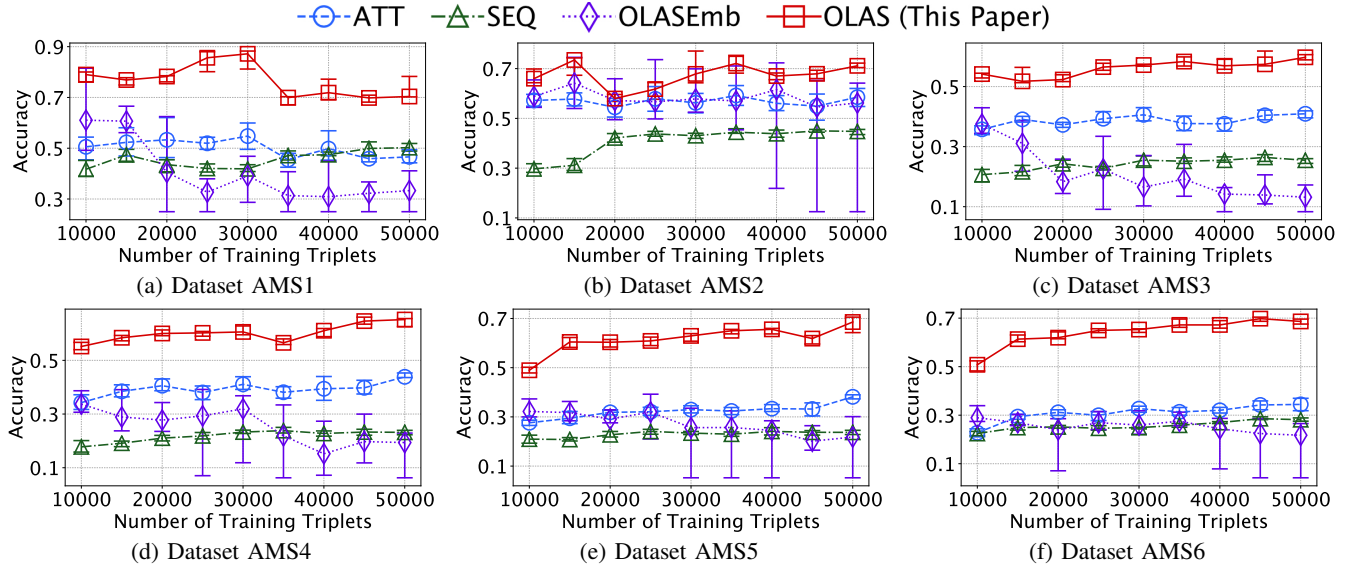 ATT SEQ OLASEmb OLAS (This Paper)
0.9
0.7
0.5
0.3
Accuracy
10000 20000 30000 40000 50000
Number of Training Triplets
(a) Dataset AMS1
0.7
0.5
0.3
0.1
Accuracy
10000 20000 30000 40000 50000
Number of Training Triplets
(b) Dataset AMS2
0.5
0.3
0.1
Accuracy
10000 20000 30000 40000 50000
Number of Training Triplets
(c) Dataset AMS3
0.5
0.3
0.1
Accuracy
10000 20000 30000 40000 50000
Number of Training Triplets
(d) Dataset AMS4
0.7
0.5
0.3
0.1
Accuracy
10000 20000 30000 40000 50000
Number of Training Triplets
(e) Dataset AMS5
0.7
0.5
0.3
0.1
Accuracy
10000 20000 30000 40000 50000
Number of Training Triplets
(f) Dataset AMS6